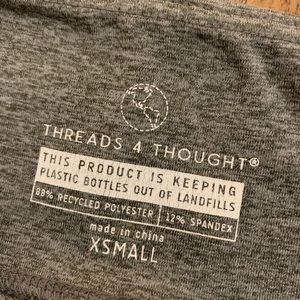 THREADS 4 THOUGHT®
THIS PRODUCT IS KEEPING
PLASTIC BOTTLES OUT OF LANDFILLS
88% RECYCLED POLYESTER 12% SPANDEX
made in china
XSMALL